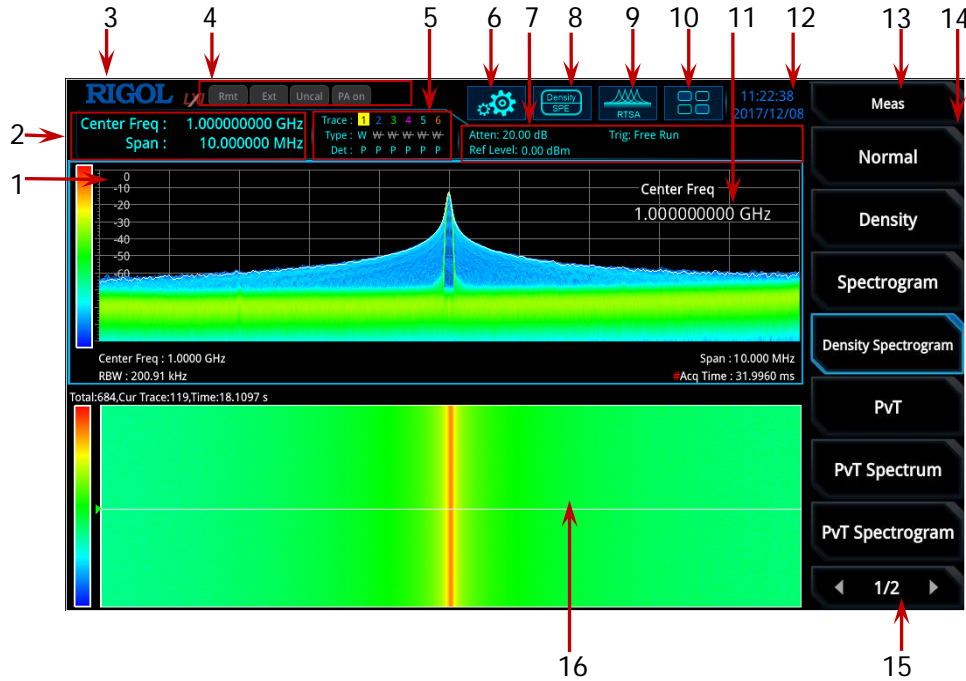 3 4 5 6 7 8 9 10 11 12 13 14
RIGOL LXI Rmt Ext Uncal PA on
Density
SPE
RTSA
11:22:38
2017/12/08
Meas
2
Center Freq : 1.000000000 GHz
Span : 10.000000 MHz
Trace : 1 2 3 4 5 6
Type : W W W W W W
Det : P P P P P P
Atten: 20.00 dB Trig: Free Run
Ref Level: 0.00 dBm
1
0
-10
-20
-30
-40
-50
-60
Center Freq
1.000000000 GHz
Center Freq : 1.0000 GHz Span : 10.000 MHz
RBW : 200.91 kHz #Acq Time : 31.9960 ms
Total:684,Cur Trace:119,Time:18.1097 s
Normal
Density
Spectrogram
Density Spectrogram
PvT
PvT Spectrum
PvT Spectrogram
1/2
16 15